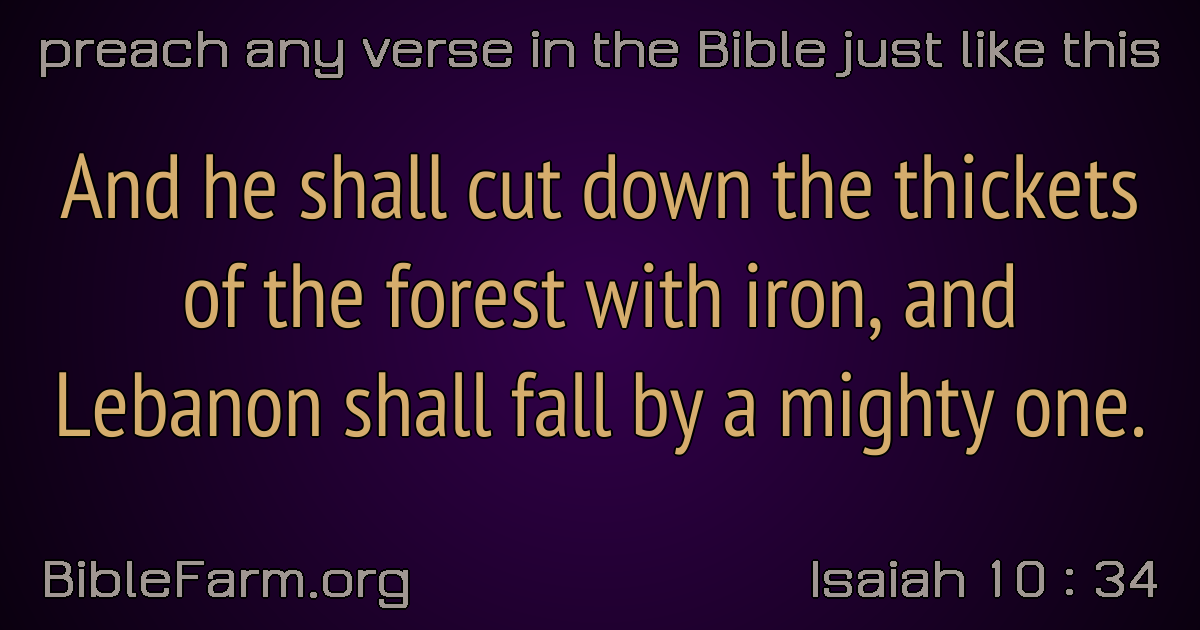 preach any verse in the Bible just like this
And he shall cut down the thickets
of the forest with iron, and
Lebanon shall fall by a mighty one.
BibleFarm.org
Isaiah 10 : 34